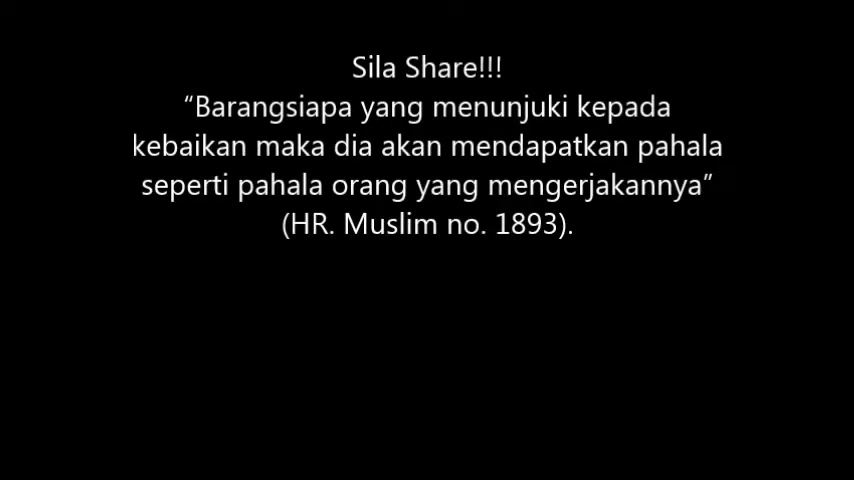 Sila Share!!!
“Barangsiapa yang menunjuki kepada
kebaikan maka dia akan mendapatkan pahala
seperti pahala orang yang mengerjakannya”
(HR. Muslim no. 1893).